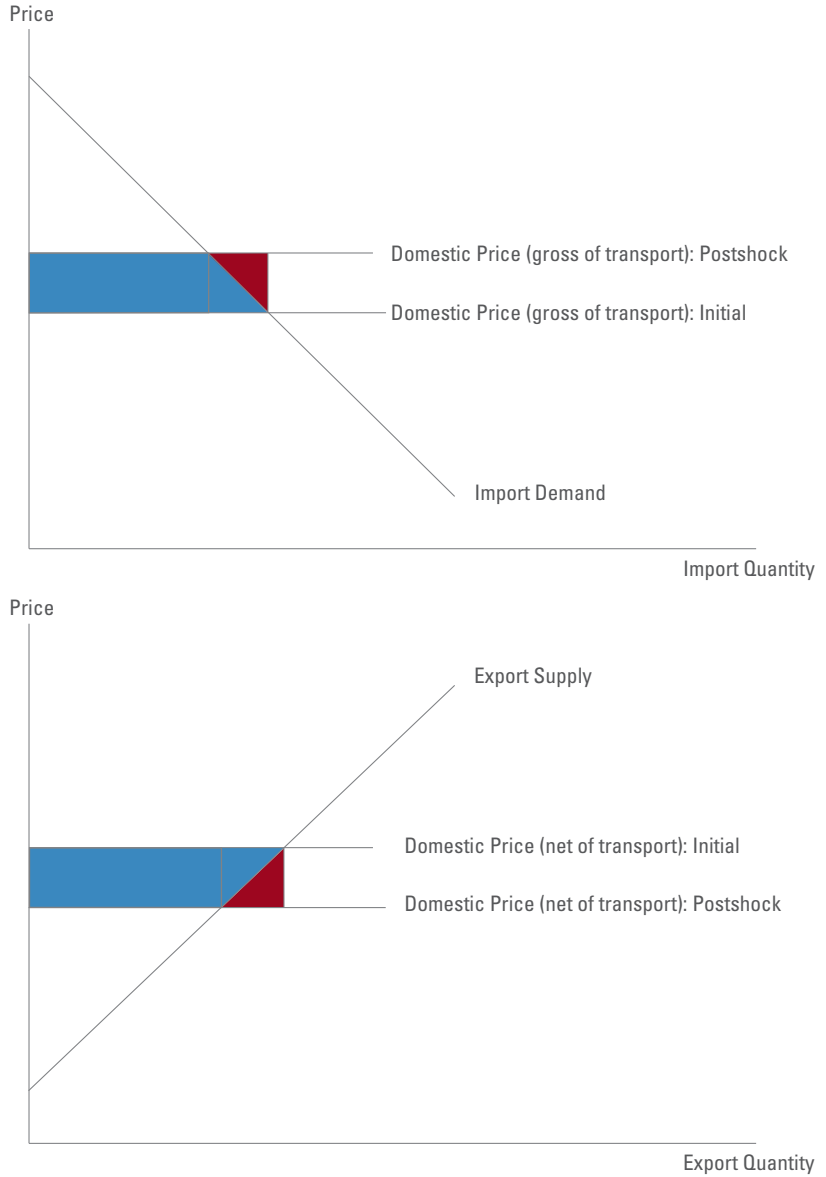 Price
Domestic Price (gross of transport): Postshock
Domestic Price (gross of transport): Initial
Import Demand
Import Quantity
Price
Export Supply
Domestic Price (net of transport): Initial
Domestic Price (net of transport): Postshock
Export Quantity